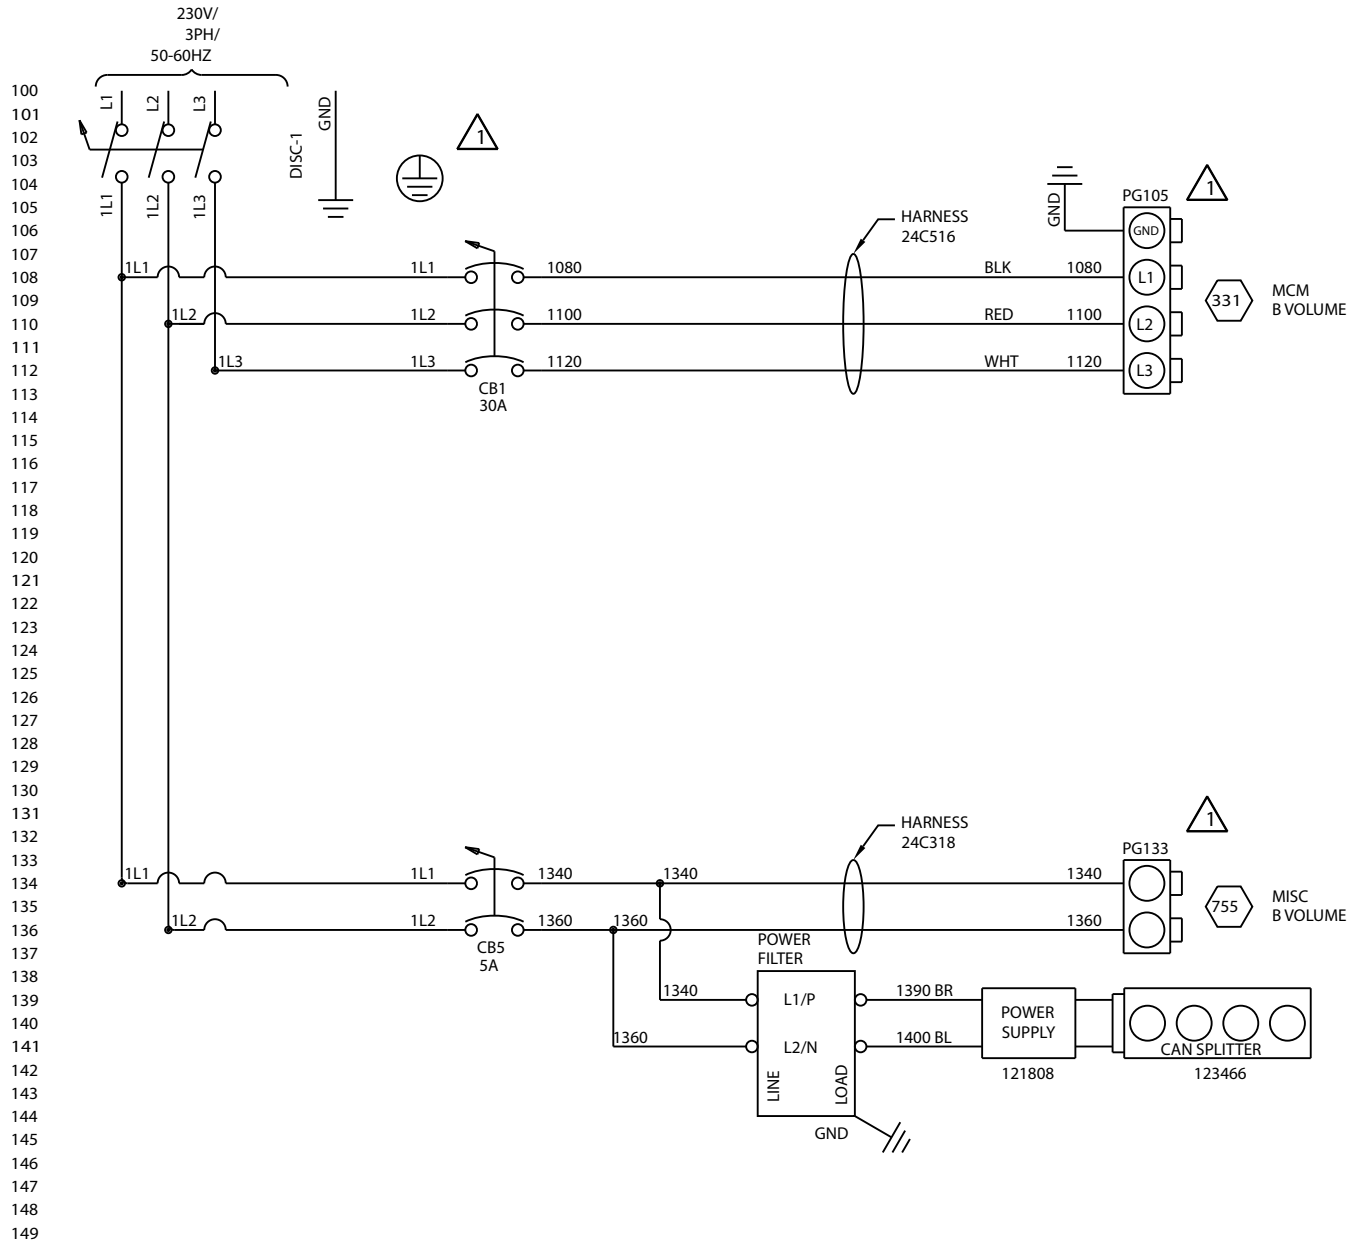 230V/
3PH/
50-60HZ
100
101
102
103
104
105
106
107
108
109
110
111
112
113
114
115
116
117
118
119
120
121
122
123
124
125
126
127
128
129
130
131
132
133
134
135
136
137
138
139
140
141
142
143
144
145
146
147
148
149
L1
L2
L3
DISC-1
GND
1
1L1
1L2
1L3
HARNESS
24C516
GND
PG105
1
GND
1L1
1L1
1080
BLK
1080
L1
331
MCM
B VOLUME
1L2
1L2
1100
RED
1100
L2
1L3
1L3
1120
WHT
1120
L3
CB1
30A
HARNESS
24C318
1
PG133
1L1
1L1
1340
1340
1340
755
MISC
B VOLUME
1L2
1L2
1360
1360
1360
CB5
5A
POWER
FILTER
1340
L1/P
1390 BR
POWER
SUPPLY
1360
L2/N
1400 BL
CAN SPLITTER
LINE
LOAD
121808
123466
GND